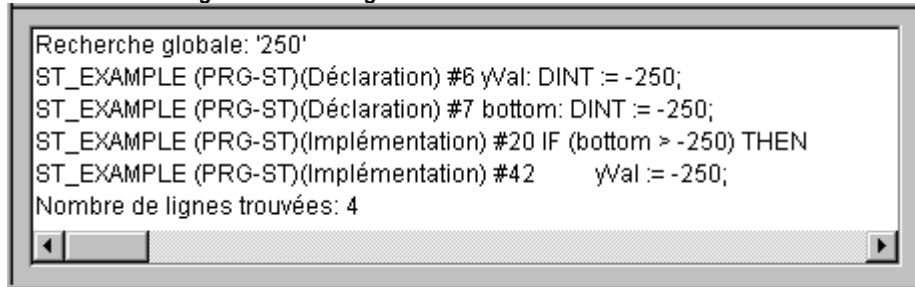 Recherche globale: '250'
ST_EXAMPLE (PRG-ST)(Déclaration) #6 yVal: DINT := -250;
ST_EXAMPLE (PRG-ST)(Déclaration) #7 bottom: DINT := -250;
ST_EXAMPLE (PRG-ST)(Implémentation) #20 IF (bottom > -250) THEN
ST_EXAMPLE (PRG-ST)(Implémentation) #42 yVal := -250;
Nombre de lignes trouvées: 4